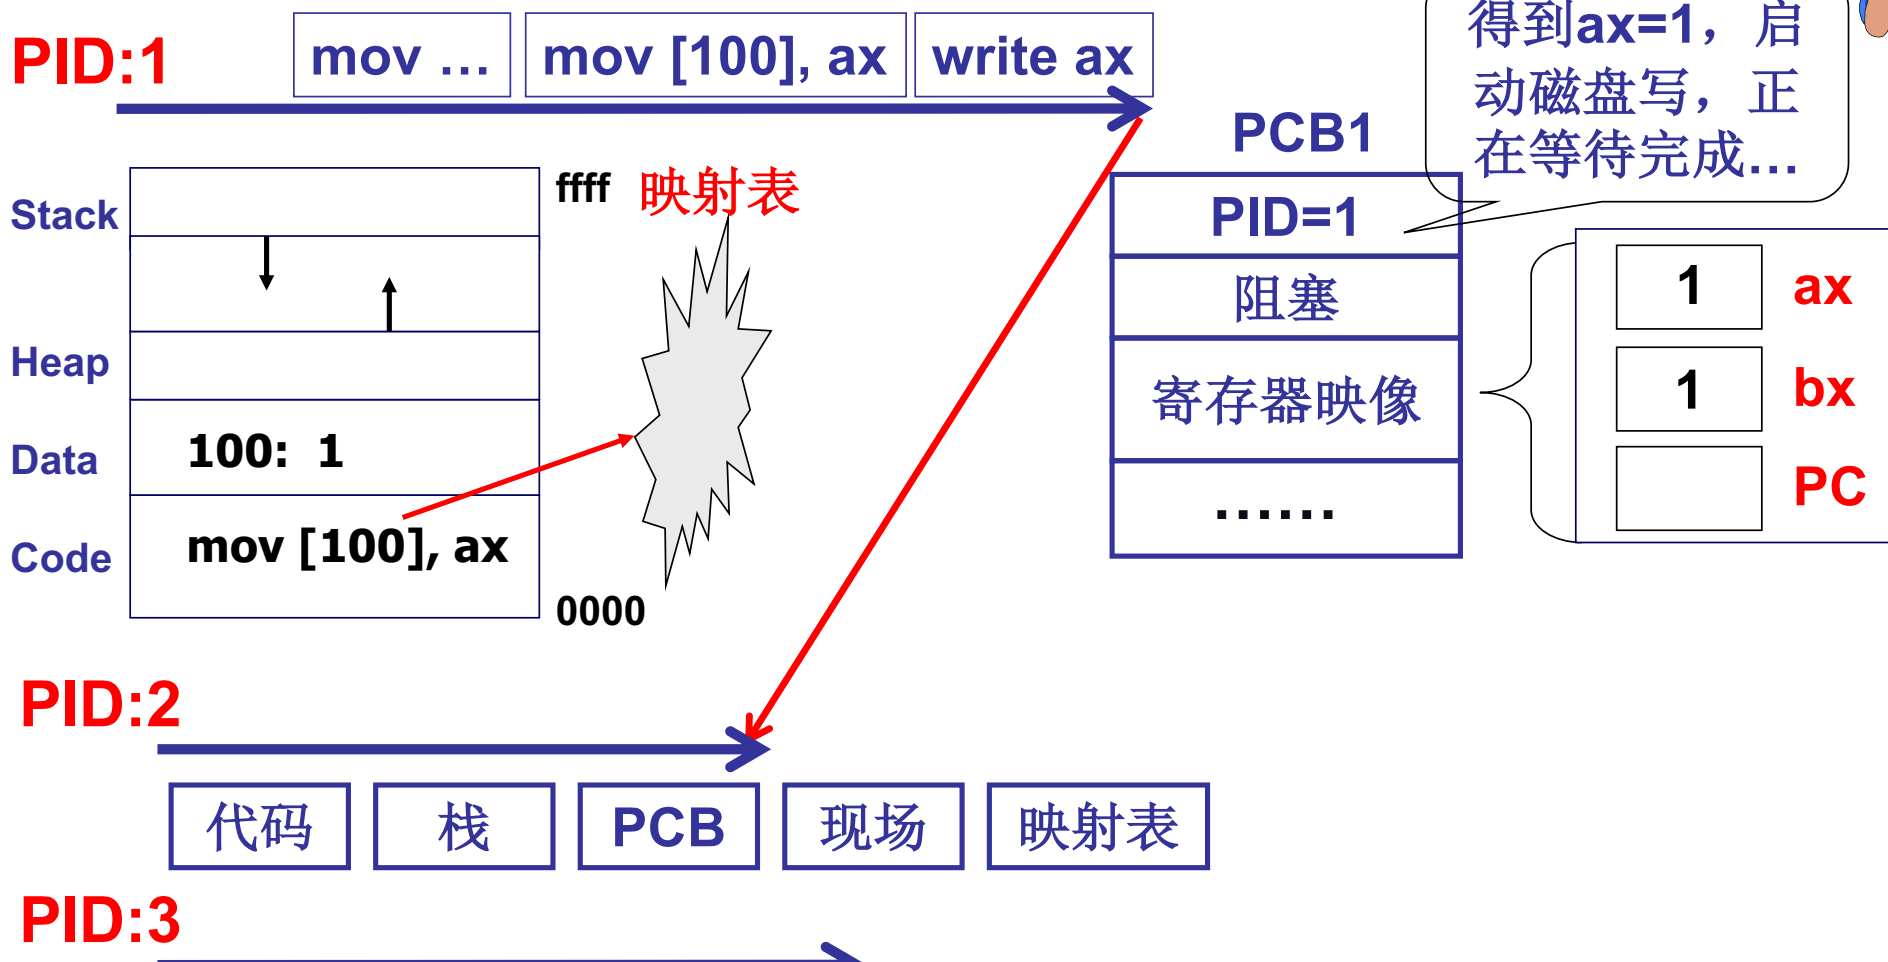 PID:1
mov …
mov [100], ax
write ax
得到ax=1，启
动磁盘写，正
在等待完成…
PCB1
PID=1
阻塞
寄存器映像
……
1
ax
1
bx
PC
Stack
Heap
Data
Code
ffff
映射表
100: 1
mov [100], ax
0000
PID:2
代码
栈
PCB
现场
映射表
PID:3